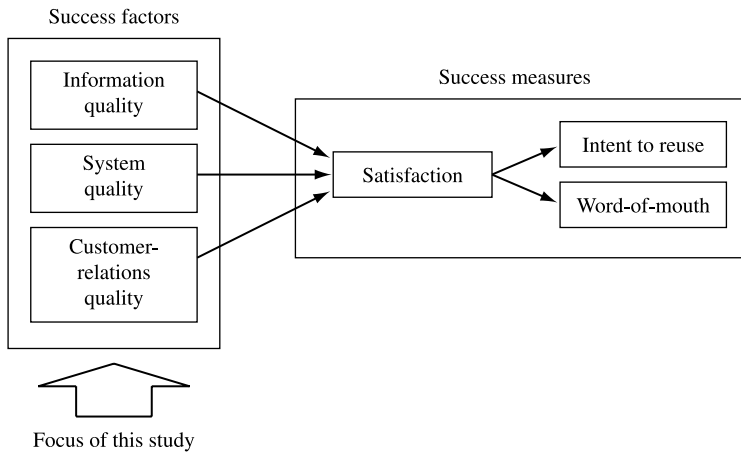 Success factors
Information
quality
System
quality
Customer-
relations
quality
Success measures
Satisfaction
Intent to reuse
Word-of-mouth
Focus of this study